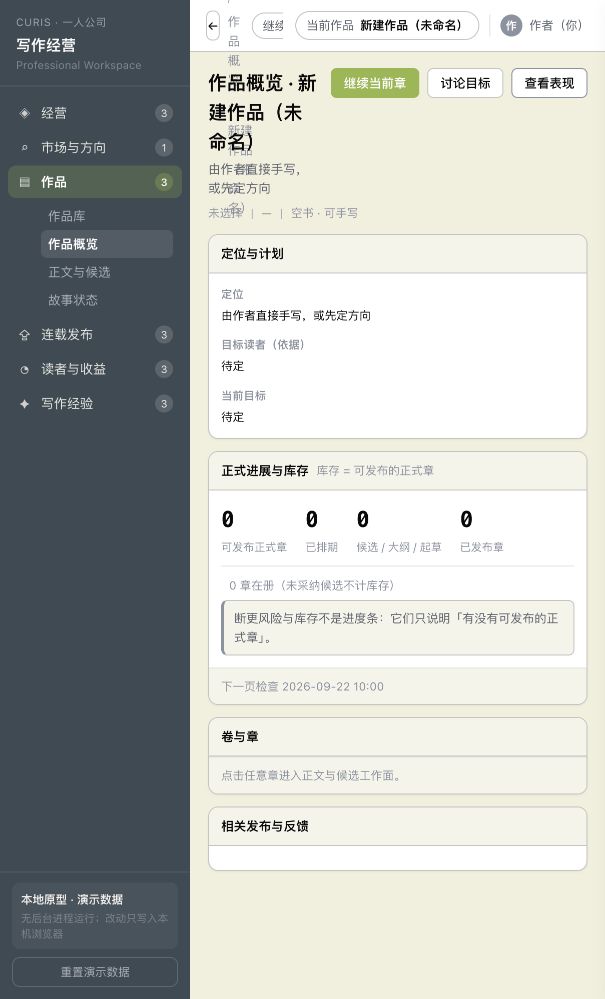 CURIS · 一人公司
写作经营
Professional Workspace
经营 3
市场与方向 1
作品 3
作品库
作品概览
正文与候选
故事状态
连载发布 3
读者与收益 3
写作经验 3
本地原型 · 演示数据
无后台进程运行；改动只写入本
机浏览器
重置演示数据
/
作
品
概
新建
作品
命
名）
继续
当前作品 新建作品（未命名）
作 作者（你）
作品概览 · 新
建作品（未
命名）
继续当前章
讨论目标
查看表现
由作者直接手写，
或先定方向
未选择 | — | 空书 · 可手写
定位与计划
定位
由作者直接手写，或先定方向
目标读者（依据）
待定
当前目标
待定
正式进展与库存 库存 = 可发布的正式章
0 0 0 0
可发布正式章 已排期 候选 / 大纲 / 起草 已发布章
0 章在册（未采纳候选不计库存）
断更风险与库存不是进度条：它们只说明「有没有可发布的正
式章」。
下一页检查 2026-09-22 10:00
卷与章
点击任意章进入正文与候选工作面。
相关发布与反馈